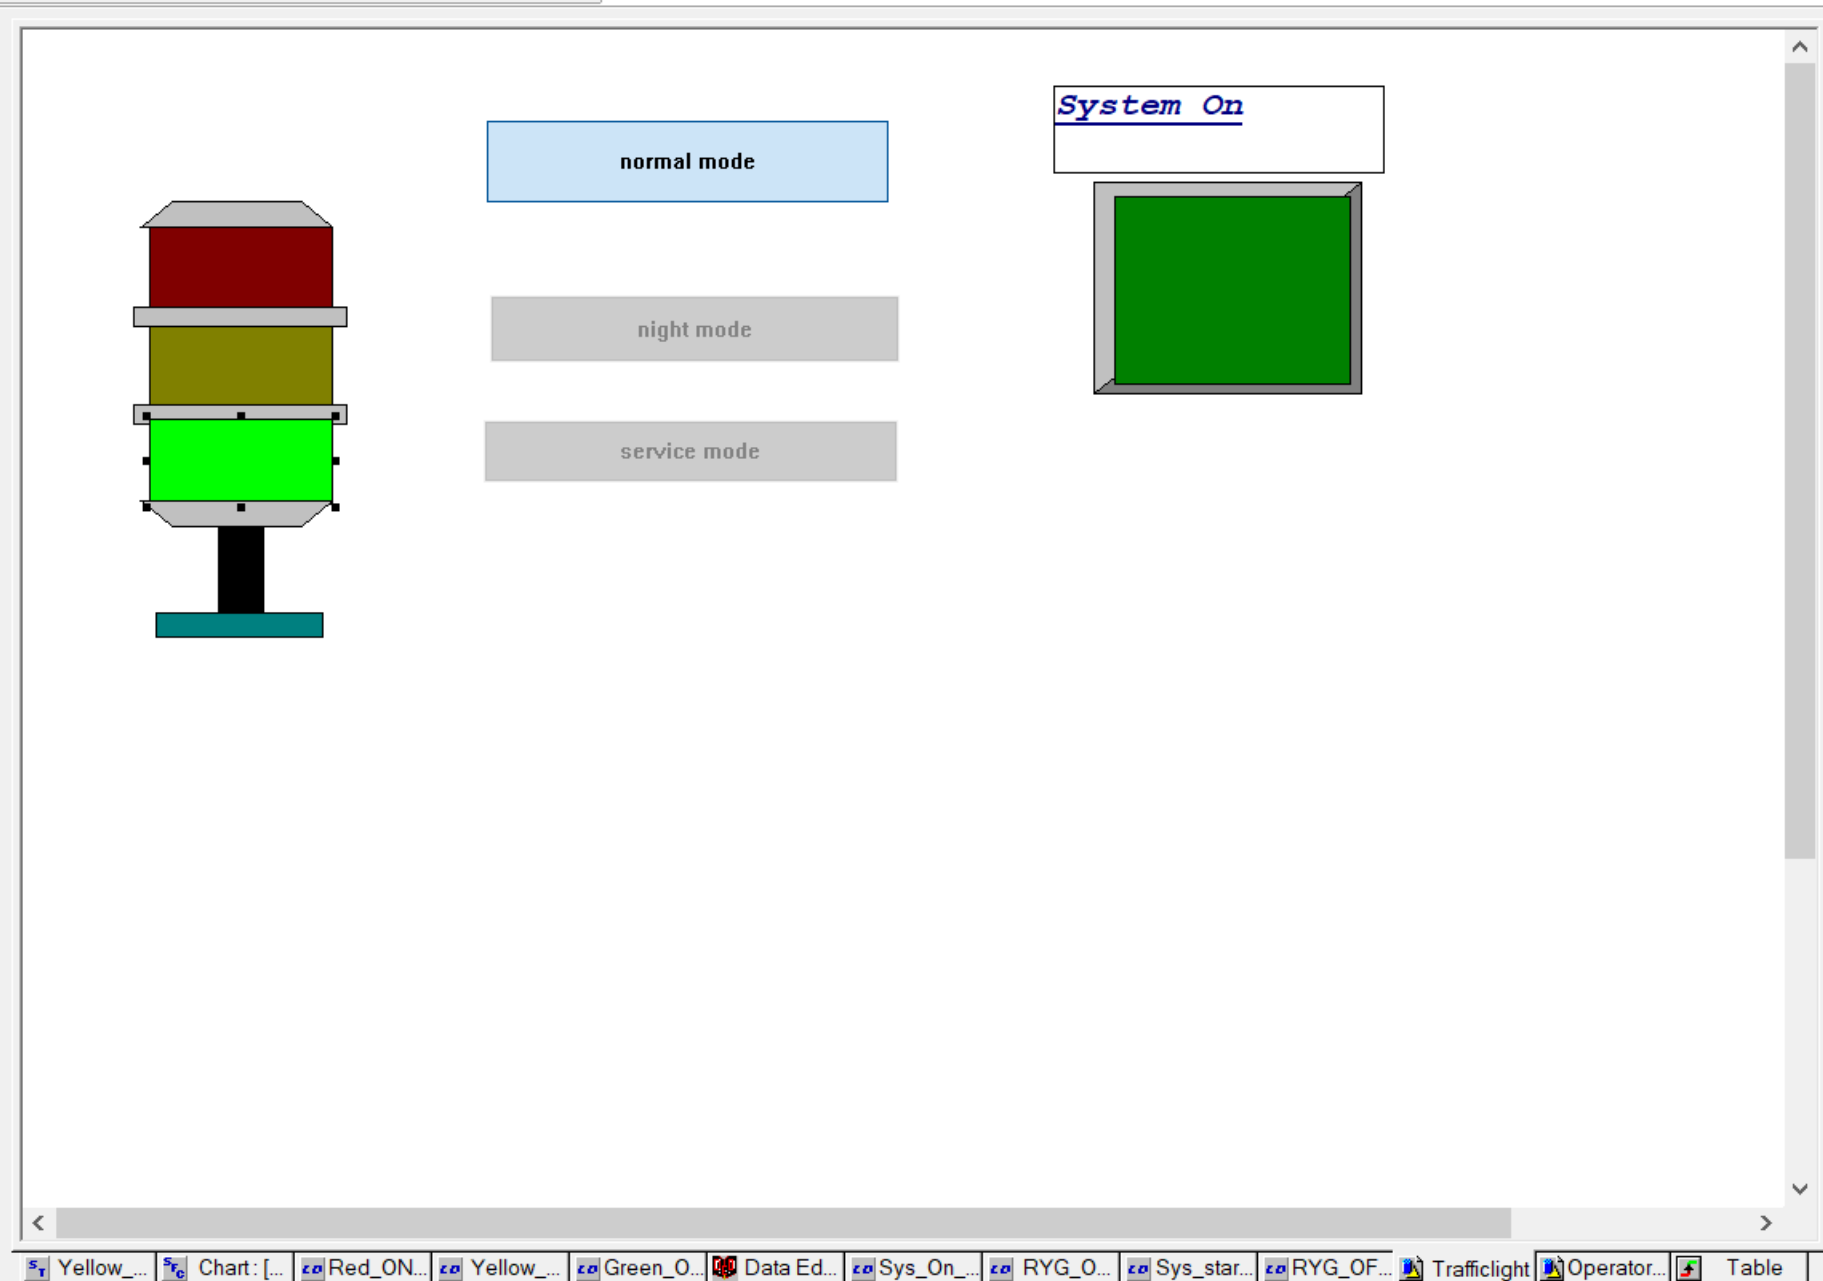 System On
normal mode
night mode
service mode
Yellow_...
Chart : [...
Red_ON...
Yellow_...
Green_O...
Data Ed...
Sys_On_...
RYG_O...
Sys_star...
RYG_OF...
Trafficlight
Operator...
Table